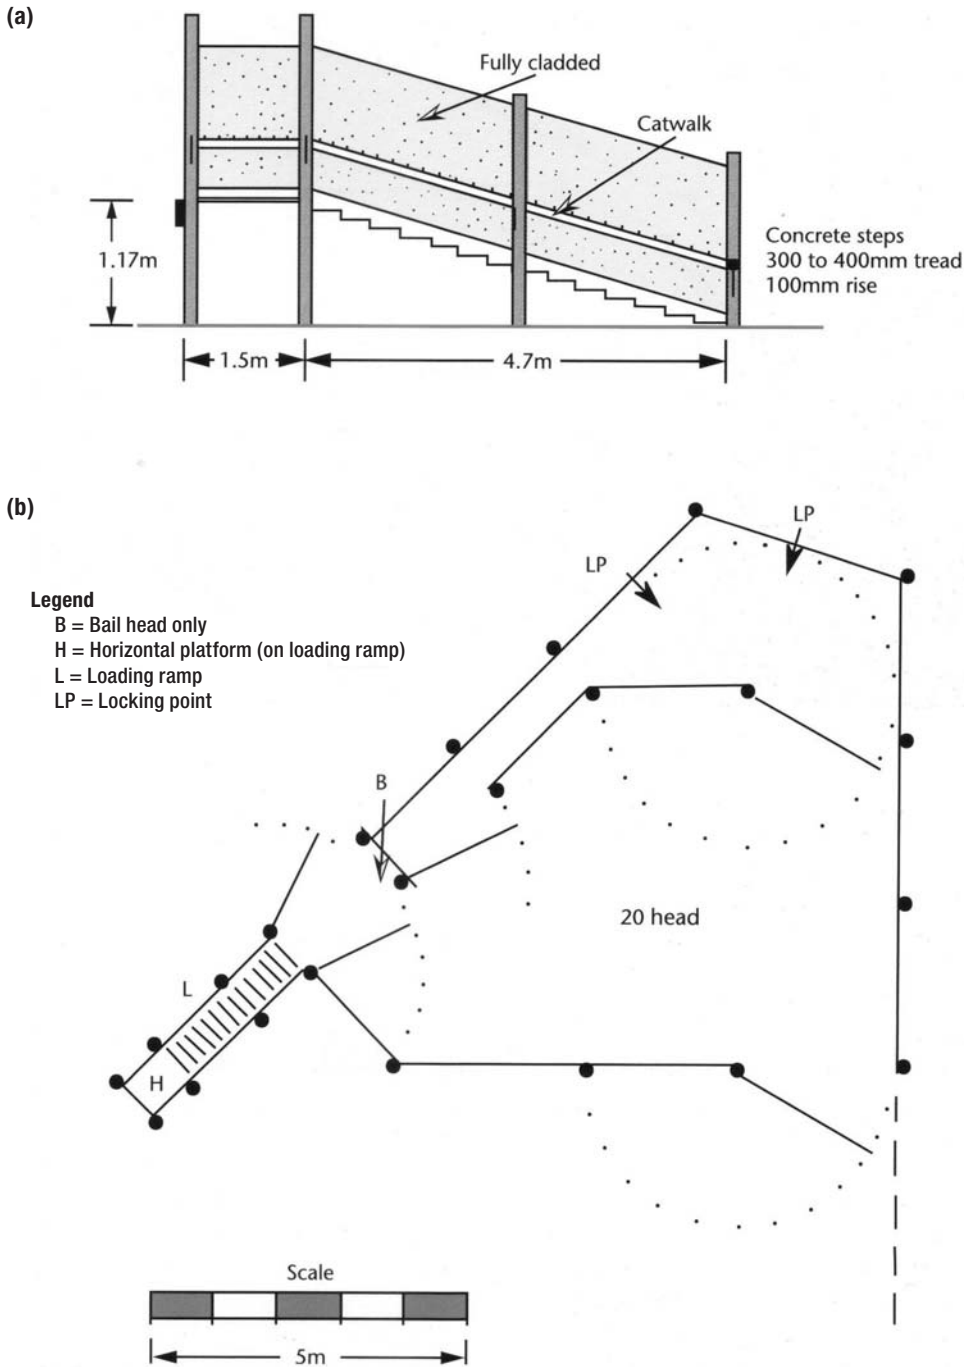 (a)
Fully cladded
Catwalk
1.17m
Concrete steps
300 to 400mm tread
100mm rise
1.5m
4.7m
(b)
LP
LP
Legend
B = Bail head only
H = Horizontal platform (on loading ramp)
L = Loading ramp
LP = Locking point
B
20 head
L
H
Scale
5m